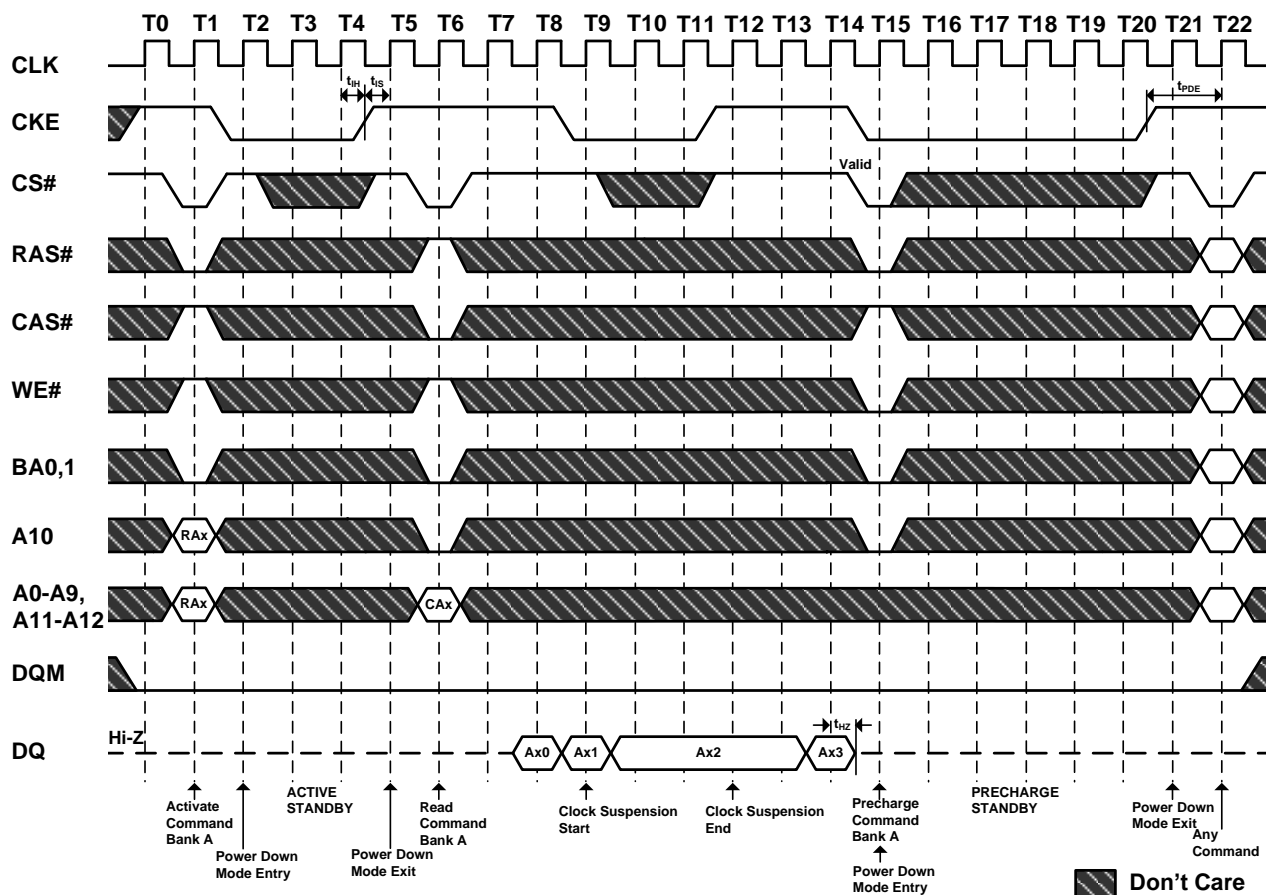 T0 T1 T2 T3 T4 T5 T6 T7 T8 T9 T10 T11 T12 T13 T14 T15 T16 T17 T18 T19 T20 T21 T22
CLK
tIH tIS
tPDE
CKE
Valid
CS#
RAS#
CAS#
WE#
BA0,1
A10
RAx
A0-A9,
A11-A12
RAx
CAx
DQM
Hi-Z
tHZ
DQ
Ax0
Ax1
Ax2
Ax3
Activate
Command
Bank A
Power Down
Mode Entry
ACTIVE
STANDBY
Power Down
Mode Exit
Read
Command
Bank A
Clock Suspension
Start
Clock Suspension
End
Precharge
Command
Bank A
Power Down
Mode Entry
PRECHARGE
STANDBY
Power Down
Mode Exit
Any
Command
Don't Care